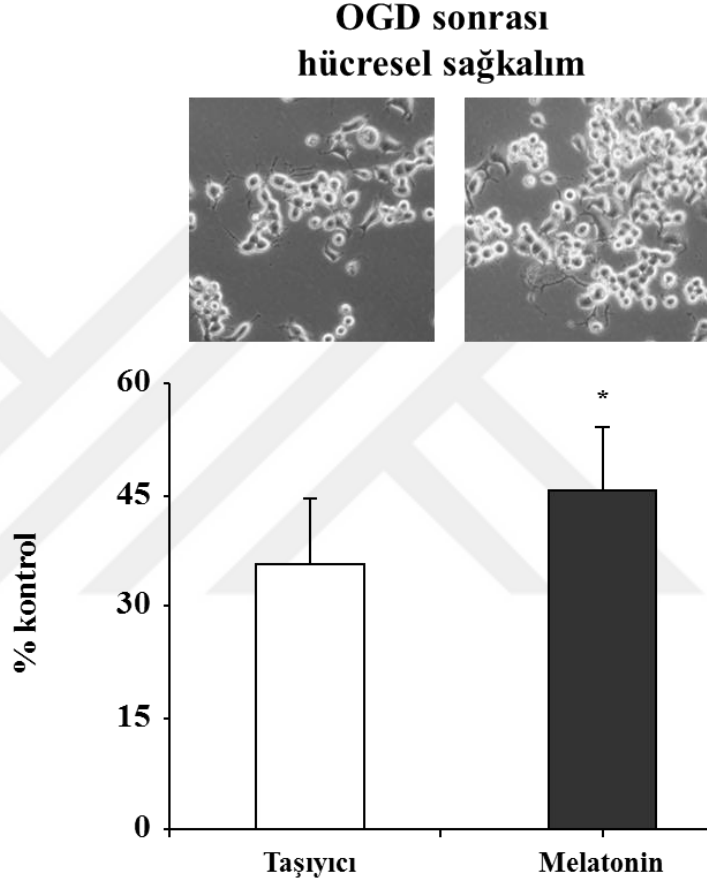 OGD sonrası
hücresel sağkalım
60
*
45
30
15
0
% kontrol
Taşıyıcı
Melatonin